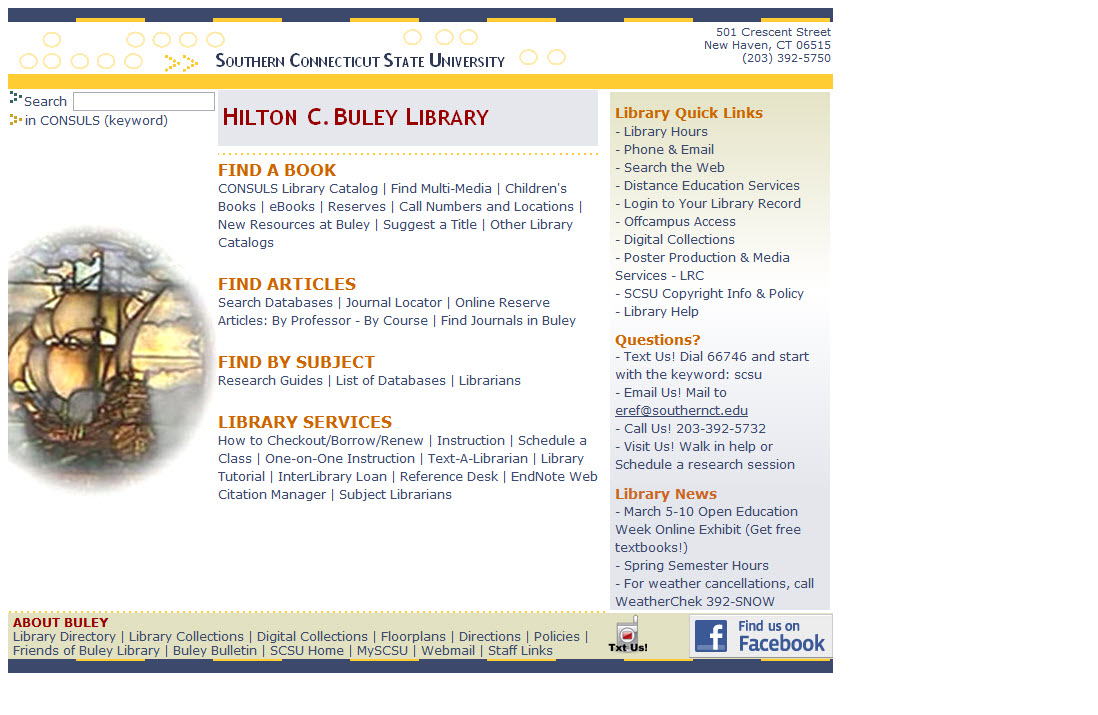 501 Crescent Street
New Haven, CT 06515
(203) 392-5750
SOUTHERN CONNECTICUT STATE UNIVERSITY
Search
in CONSULS (keyword)
HILTON C. BULEY LIBRARY
FIND A BOOK
CONSULS Library Catalog | Find Multi-Media | Children's
Books | eBooks | Reserves | Call Numbers and Locations |
New Resources at Buley | Suggest a Title | Other Library
Catalogs
FIND ARTICLES
Search Databases | Journal Locator | Online Reserve
Articles: By Professor - By Course | Find Journals in Buley
FIND BY SUBJECT
Research Guides | List of Databases | Librarians
LIBRARY SERVICES
How to Checkout/Borrow/Renew | Instruction | Schedule a
Class | One-on-One Instruction | Text-A-Librarian | Library
Tutorial | InterLibrary Loan | Reference Desk | EndNote Web
Citation Manager | Subject Librarians
Library Quick Links
- Library Hours
- Phone & Email
- Search the Web
- Distance Education Services
- Login to Your Library Record
- Offcampus Access
- Digital Collections
- Poster Production & Media
Services - LRC
- SCSU Copyright Info & Policy
- Library Help
Questions?
- Text Us! Dial 66746 and start
with the keyword: scsu
- Email Us! Mail to
eref@southernct.edu
- Call Us! 203-392-5732
- Visit Us! Walk in help or
Schedule a research session
Library News
- March 5-10 Open Education
Week Online Exhibit (Get free
textbooks!)
- Spring Semester Hours
- For weather cancellations, call
WeatherChek 392-SNOW
ABOUT BULEY
Library Directory | Library Collections | Digital Collections | Floorplans | Directions | Policies |
Friends of Buley Library | Buley Bulletin | SCSU Home | MySCSU | Webmail | Staff Links
Txt Us!
Find us on
Facebook